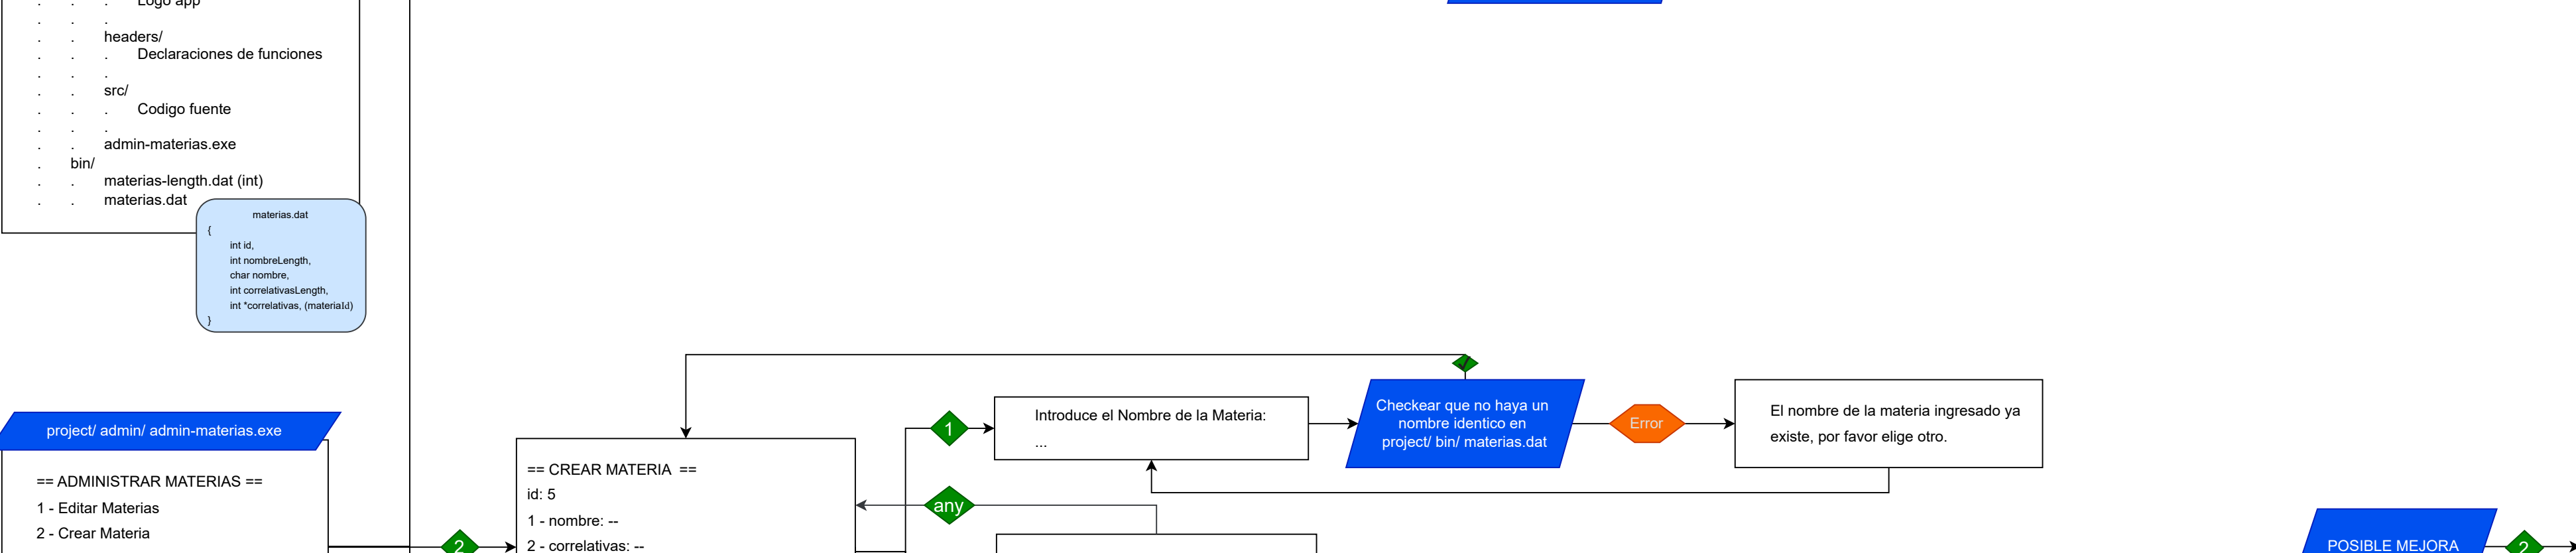 . . . Logo app
. . .
. . headers/
. . . Declaraciones de funciones
. . .
. . src/
. . . Codigo fuente
. . .
. . admin-materias.exe
. bin/
. . materias-length.dat (int)
. . materias.dat
materias.dat
{
int id,
int nombreLength,
char nombre,
int correlativasLength,
int *correlativas, (materiaId)
}
project/ admin/ admin-materias.exe
== ADMINISTRAR MATERIAS ==
1 - Editar Materias
2 - Crear Materia
2
== CREAR MATERIA ==
id: 5
1 - nombre: --
2 - correlativas: --
1
any
Introduce el Nombre de la Materia:
...
✓
Checkear que no haya un
nombre identico en
project/ bin/ materias.dat
Error
El nombre de la materia ingresado ya
existe, por favor elige otro.
POSIBLE MEJORA
2